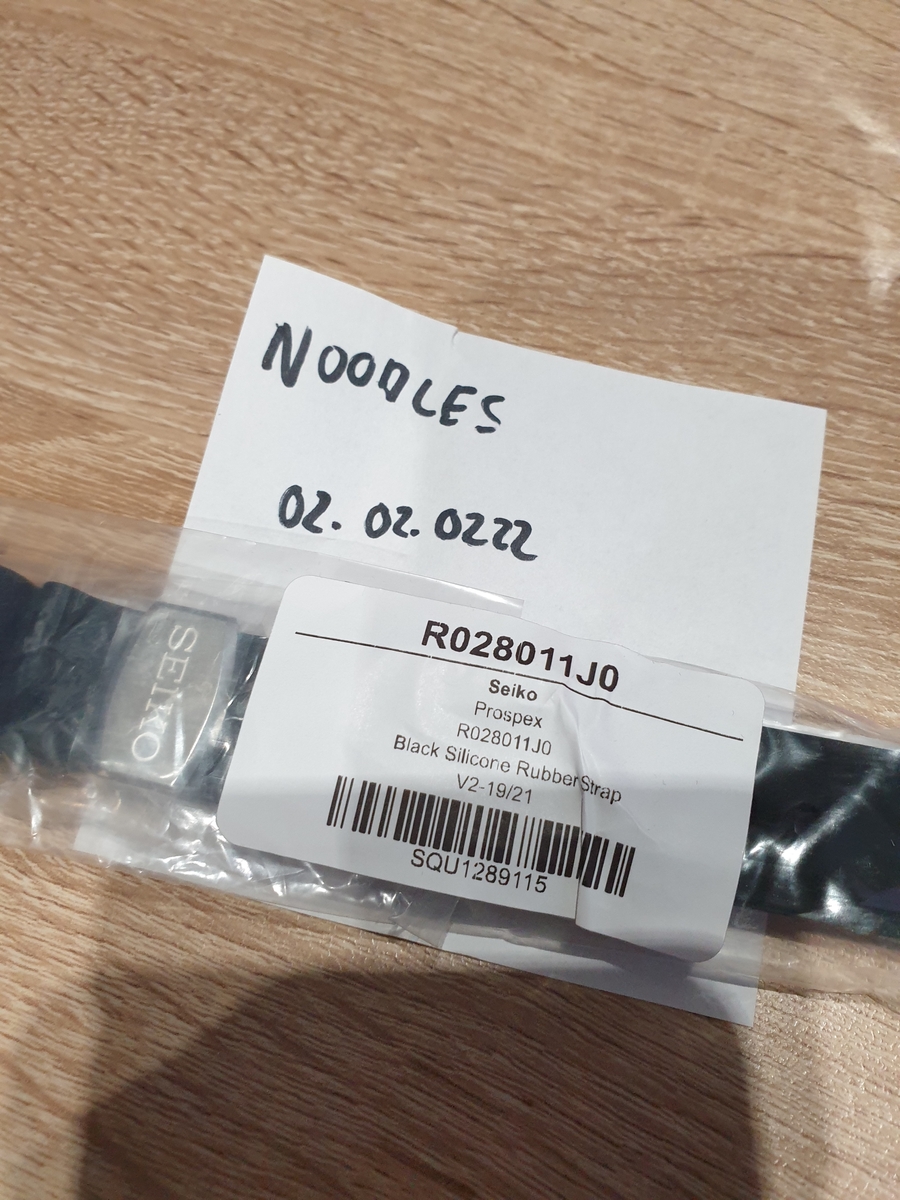 NOODLES
02. 02. 0222
SEIKO
R028011J0
Seiko
Prospex
R028011J0
Black Silicone Rubber Strap
V2-19/21
SQU1289115